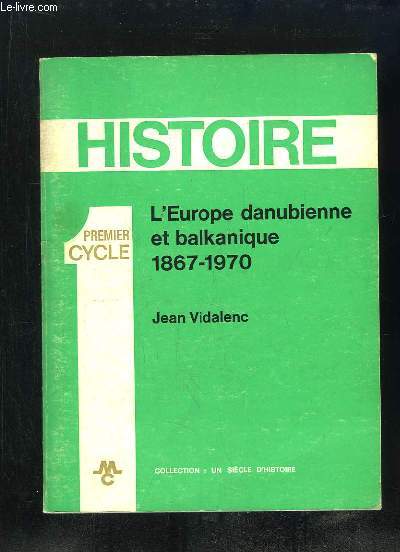 Le-livre.com
HISTOIRE
PREMIER
CYCLE
1
L'Europe danubienne
et balkanique
1867-1970
Jean Vidalenc
MC
COLLECTION : UN SIÈCLE D'HISTOIRE